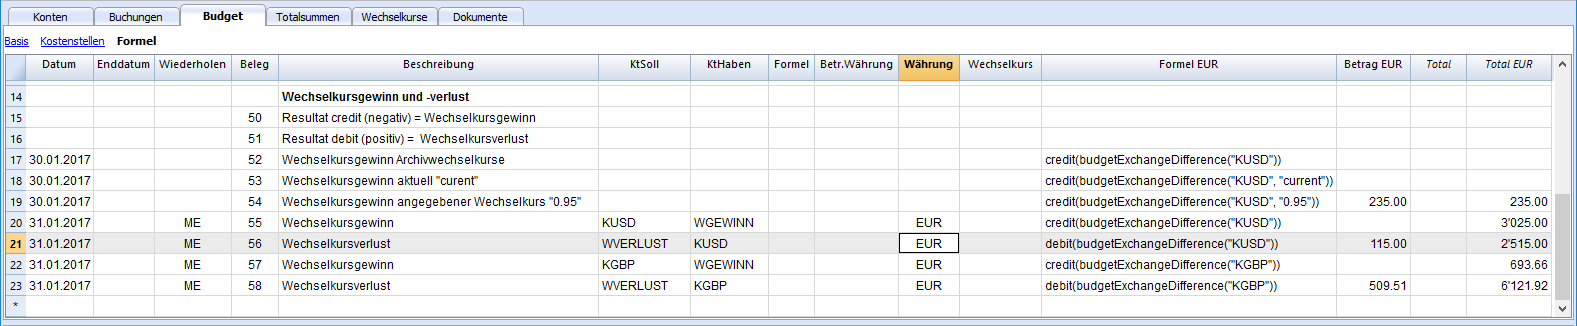 Konten Buchungen Budget Totalsummen Wechselkurse Dokumente
Basis Kostenstellen Formel
Datum Enddatum Wiederholen Beleg Beschreibung KtSoll KtHaben Formel Betr.Währung Währung Wechselkurs Formel EUR Betrag EUR Total Total EUR
14 Wechselkursgewinn und -verlust
15 50 Resultat credit (negativ) = Wechselkursgewinn
16 51 Resultat debit (positiv) = Wechselkursverlust
17 30.01.2017 52 Wechselkursgewinn Archivwechselkurse credit(budgetExchangeDifference("KUSD"))
18 30.01.2017 53 Wechselkursgewinn aktuell "curent" credit(budgetExchangeDifference("KUSD", "current"))
19 30.01.2017 54 Wechselkursgewinn angegebener Wechselkurs "0.95" credit(budgetExchangeDifference("KUSD", "0.95")) 235.00 235.00
20 31.01.2017 ME 55 Wechselkursgewinn KUSD WGEWINN EUR credit(budgetExchangeDifference("KUSD")) 3'025.00
21 31.01.2017 ME 56 Wechselkursverlust WVERLUST KUSD EUR debit(budgetExchangeDifference("KUSD")) 115.00 2'515.00
22 31.01.2017 ME 57 Wechselkursgewinn KGBP WGEWINN EUR credit(budgetExchangeDifference("KGBP")) 693.66
23 31.01.2017 ME 58 Wechselkursverlust WVERLUST KGBP EUR debit(budgetExchangeDifference("KGBP")) 509.51 6'121.92
*